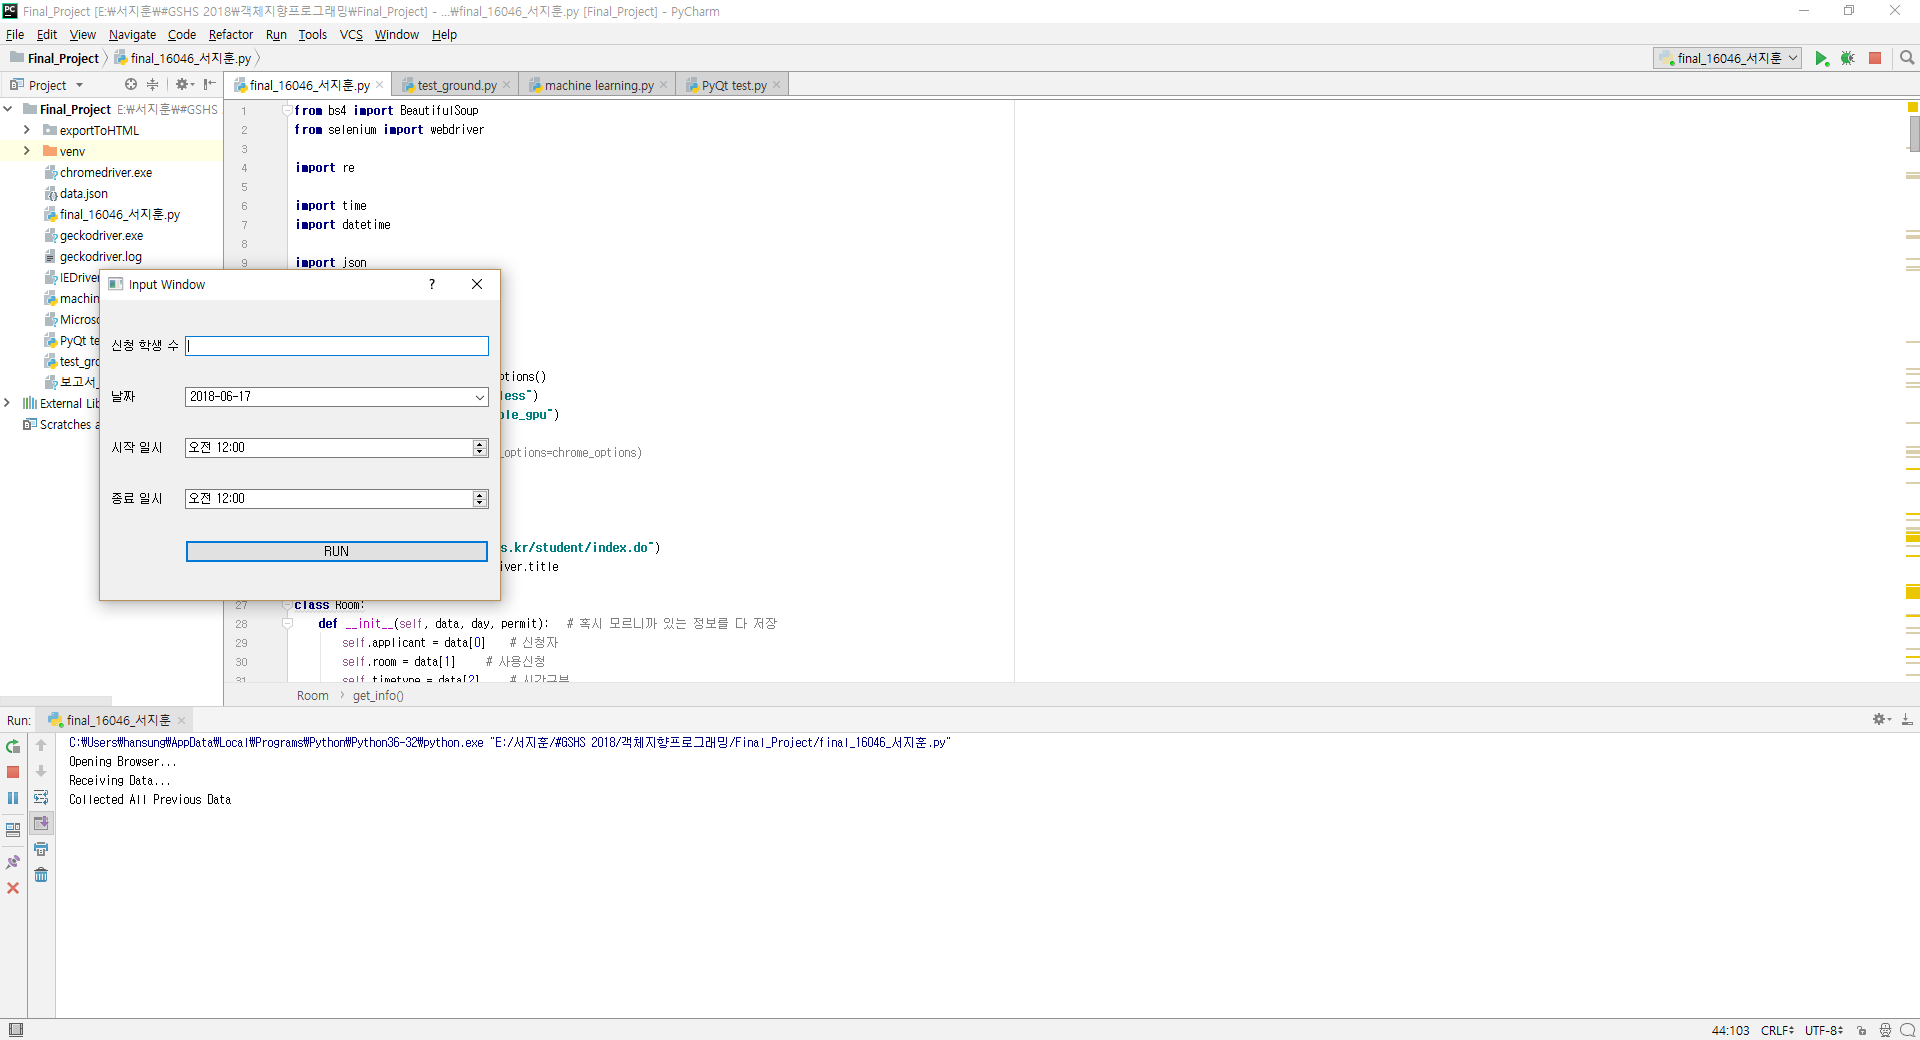 Final_Project [E:₩서지훈₩#GSHS 2018₩객체지향프로그래밍₩Final_Project] - ...₩final_16046_서지훈.py [Final_Project] - PyCharm
File Edit View Navigate Code Refactor Run Tools VCS Window Help
Final_Project final_16046_서지훈.py final_16046_서지훈
Project final_16046_서지훈.py test_ground.py machine learning.py PyQt test.py
Final_Project E:₩서지훈₩#GSHS
exportToHTML
venv
chromedriver.exe
data.json
final_16046_서지훈.py
geckodriver.exe
geckodriver.log
IEDriver
machin
Microso
PyQt te
test_gro
보고서_
External Lib
Scratches a
1 from bs4 import BeautifulSoup
2 from selenium import webdriver
3
4 import re
5
6 import time
7 import datetime
8
9 import json
ptions()
less")
ble_gpu")
_options=chrome_options)
s.kr/student/index.do")
iver.title
27 class Room:
28 def __init__(self, data, day, permit): # 혹시 모르니까 있는 정보를 다 저장
29 self.applicant = data[0] # 신청자
30 self.room = data[1] # 사용신청
31 self.timetype = data[2] # 시간구분
Room get_info()
Input Window ?
신청 학생 수
날짜 2018-06-17
시작 일시 오전 12:00
종료 일시 오전 12:00
RUN
Run: final_16046_서지훈
C:₩Users₩hansung₩AppData₩Local₩Programs₩Python₩Python36-32₩python.exe "E:/서지훈/#GSHS 2018/객체지향프로그래밍/Final_Project/final_16046_서지훈.py"
Opening Browser...
Receiving Data...
Collected All Previous Data
44:103 CRLF UTF-8